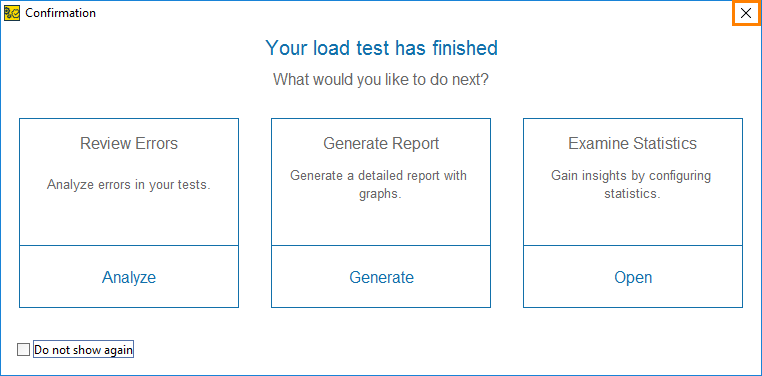 Confirmation
Your load test has finished
What would you like to do next?
Review Errors
Analyze errors in your tests.
Analyze
Generate Report
Generate a detailed report with
graphs.
Generate
Examine Statistics
Gain insights by configuring
statistics.
Open
Do not show again